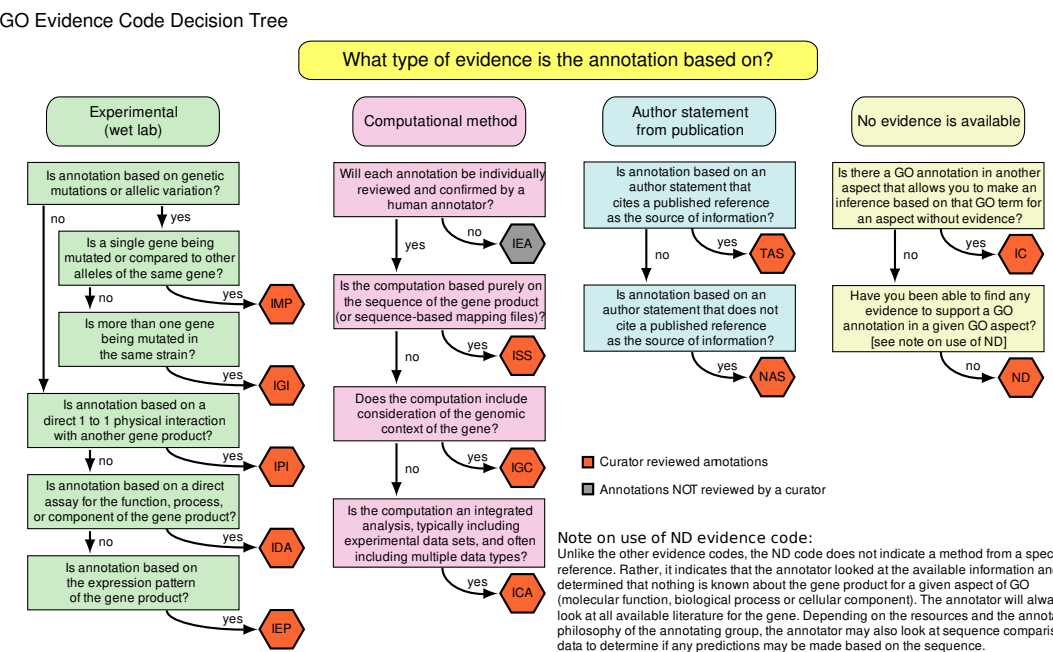 GO Evidence Code Decision Tree
What type of evidence is the annotation based on?
Experimental
(wet lab)
Is annotation based on genetic
mutations or allelic variation?
no
yes
Is a single gene being
mutated or compared to other
alleles of the same gene?
no
yes
IMP
Is more than one gene
being mutated in
the same strain?
yes
IGI
Is annotation based on a
direct 1 to 1 physical interaction
with another gene product?
no
yes
IPI
Is annotation based on a direct
assay for the function, process,
or component of the gene product?
no
yes
IDA
Is annotation based on
the expression pattern
of the gene product?
yes
IEP
Computational method
Will each annotation be individually
reviewed and confirmed by a
human annotator?
yes
no
IEA
Is the computation based purely on
the sequence of the gene product
(or sequence-based mapping files)?
no
yes
ISS
Does the computation include
consideration of the genomic
context of the gene?
no
yes
IGC
Is the computation an integrated
analysis, typically including
experimental data sets, and often
including multiple data types?
yes
ICA
Author statement
from publication
Is annotation based on an
author statement that
cites a published reference
as the source of information?
no
yes
TAS
Is annotation based on an
author statement that does not
cite a published reference
as the source of information?
yes
NAS
No evidence is available
Is there a GO annotation in another
aspect that allows you to make an
inference based on that GO term for
an aspect without evidence?
no
yes
IC
Have you been able to find any
evidence to support a GO
annotation in a given GO aspect?
[see note on use of ND]
no
ND
Curator reviewed annotations
Annotations NOT reviewed by a curator
Note on use of ND evidence code:
Unlike the other evidence codes, the ND code does not indicate a method from a
reference. Rather, it indicates that the annotator looked at the available information
determined that nothing is known about the gene product for a given aspect of GO
(molecular function, biological process or cellular component). The annotator will
look at all available literature for the gene. Depending on the resources and the
philosophy of the annotating group, the annotator may also look at sequence
data to determine if any predictions may be made based on the sequence.